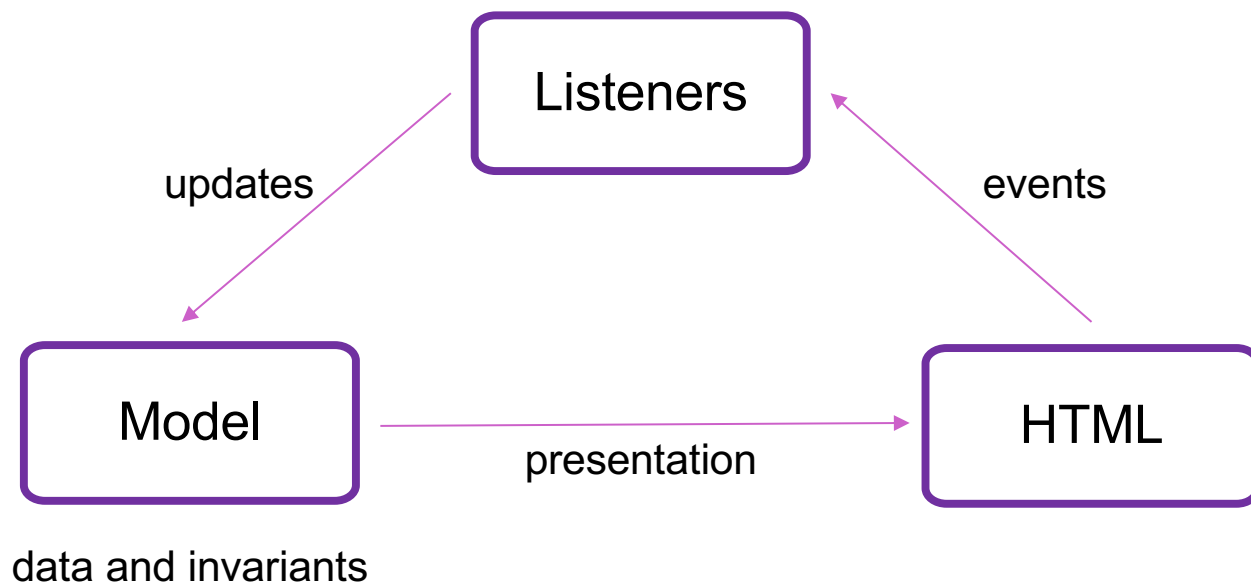 Listeners
updates
events
Model
HTML
presentation
data and invariants